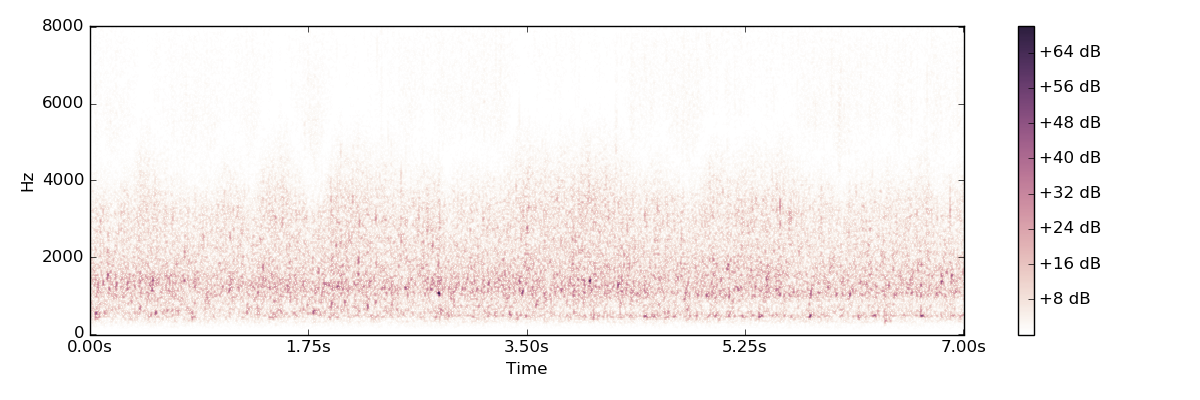 8000
6000
4000
2000
0
Hz
0.00s
1.75s
3.50s
5.25s
7.00s
Time
+64 dB
+56 dB
+48 dB
+40 dB
+32 dB
+24 dB
+16 dB
+8 dB